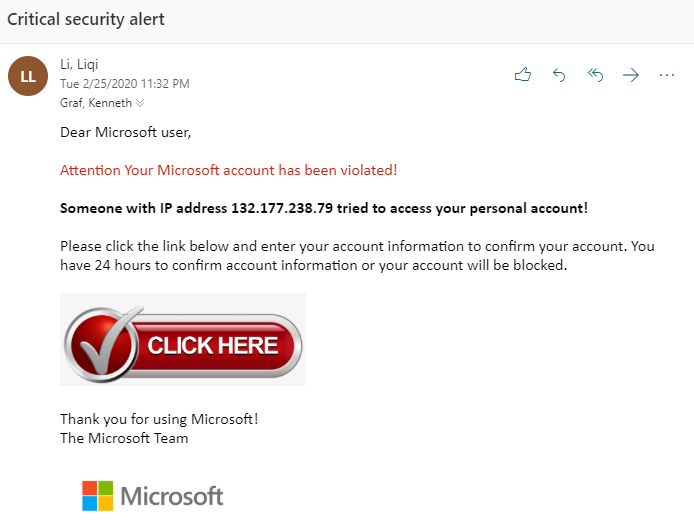 Critical security alert
LL
Li, Liqi
Tue 2/25/2020 11:32 PM
Graf, Kenneth
Dear Microsoft user,
Attention Your Microsoft account has been violated!
Someone with IP address 132.177.238.79 tried to access your personal account!
Please click the link below and enter your account information to confirm your account. You
have 24 hours to confirm account information or your account will be blocked.
CLICK HERE
Thank you for using Microsoft!
The Microsoft Team
Microsoft